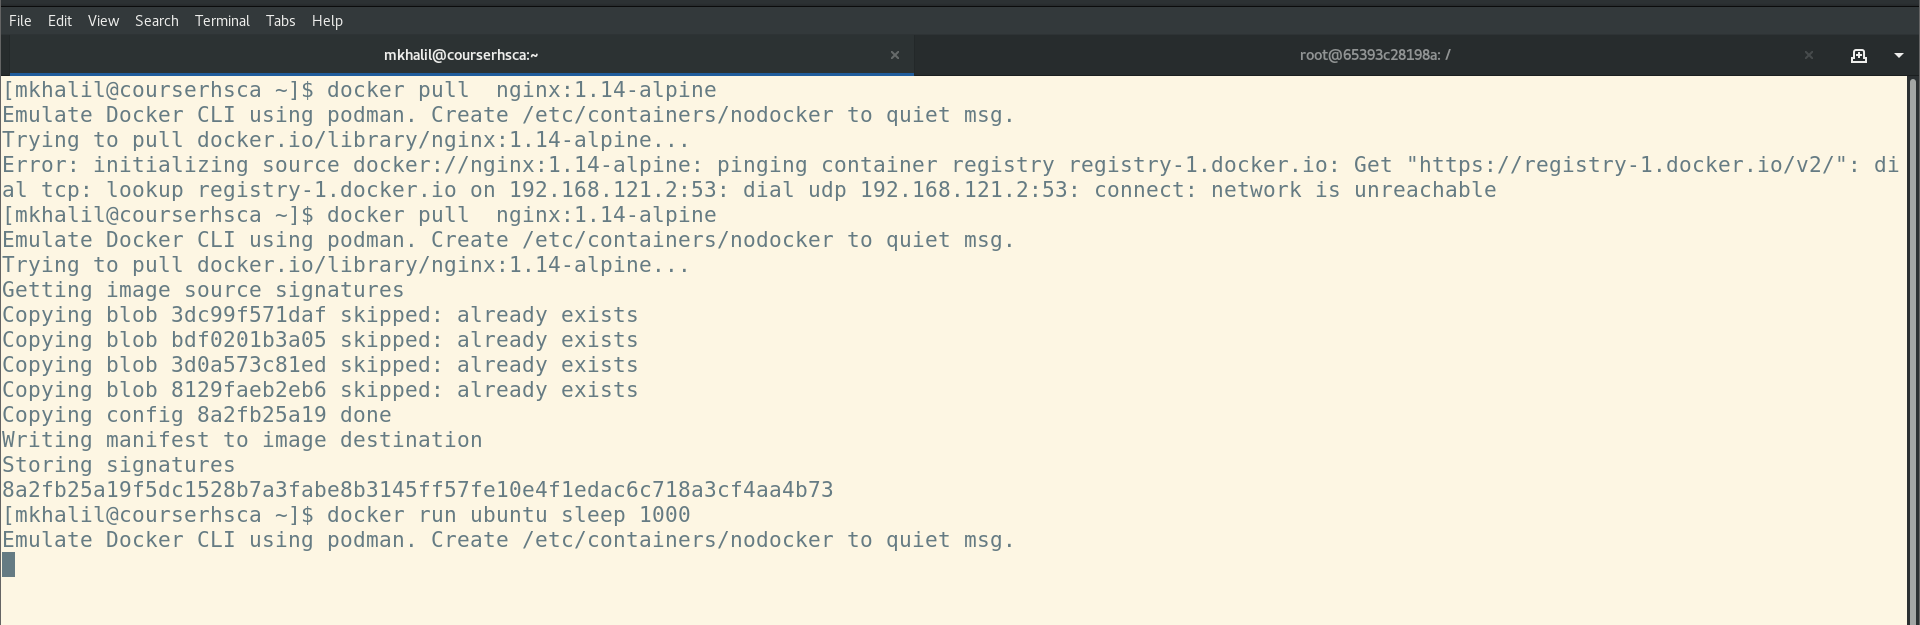 File Edit View Search Terminal Tabs Help
mkhalil@courserhsca:~ × root@65393c28198a: / ×
[mkhalil@courserhsca ~]$ docker pull  nginx:1.14-alpine
Emulate Docker CLI using podman. Create /etc/containers/nodocker to quiet msg.
Trying to pull docker.io/library/nginx:1.14-alpine...
Error: initializing source docker://nginx:1.14-alpine: pinging container registry registry-1.docker.io: Get "https://registry-1.docker.io/v2/": di
al tcp: lookup registry-1.docker.io on 192.168.121.2:53: dial udp 192.168.121.2:53: connect: network is unreachable
[mkhalil@courserhsca ~]$ docker pull  nginx:1.14-alpine
Emulate Docker CLI using podman. Create /etc/containers/nodocker to quiet msg.
Trying to pull docker.io/library/nginx:1.14-alpine...
Getting image source signatures
Copying blob 3dc99f571daf skipped: already exists
Copying blob bdf0201b3a05 skipped: already exists
Copying blob 3d0a573c81ed skipped: already exists
Copying blob 8129faeb2eb6 skipped: already exists
Copying config 8a2fb25a19 done
Writing manifest to image destination
Storing signatures
8a2fb25a19f5dc1528b7a3fabe8b3145ff57fe10e4f1edac6c718a3cf4aa4b73
[mkhalil@courserhsca ~]$ docker run ubuntu sleep 1000
Emulate Docker CLI using podman. Create /etc/containers/nodocker to quiet msg.